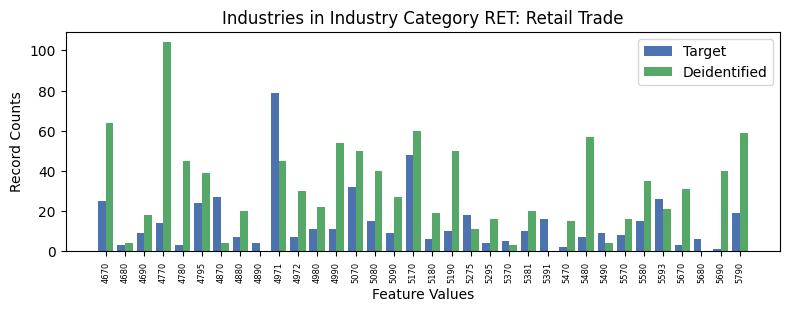 Industries in Industry Category RET: Retail Trade
Target
Deidentified
Record Counts
100
80
60
40
20
0
4670 4680 4690 4770 4780 4795 4870 4880 4890 4971 4972 4980 4990 5070 5080 5090 5170 5180 5190 5275 5295 5370 5381 5391 5470 5480 5490 5570 5580 5593 5670 5680 5690 5790
Feature Values